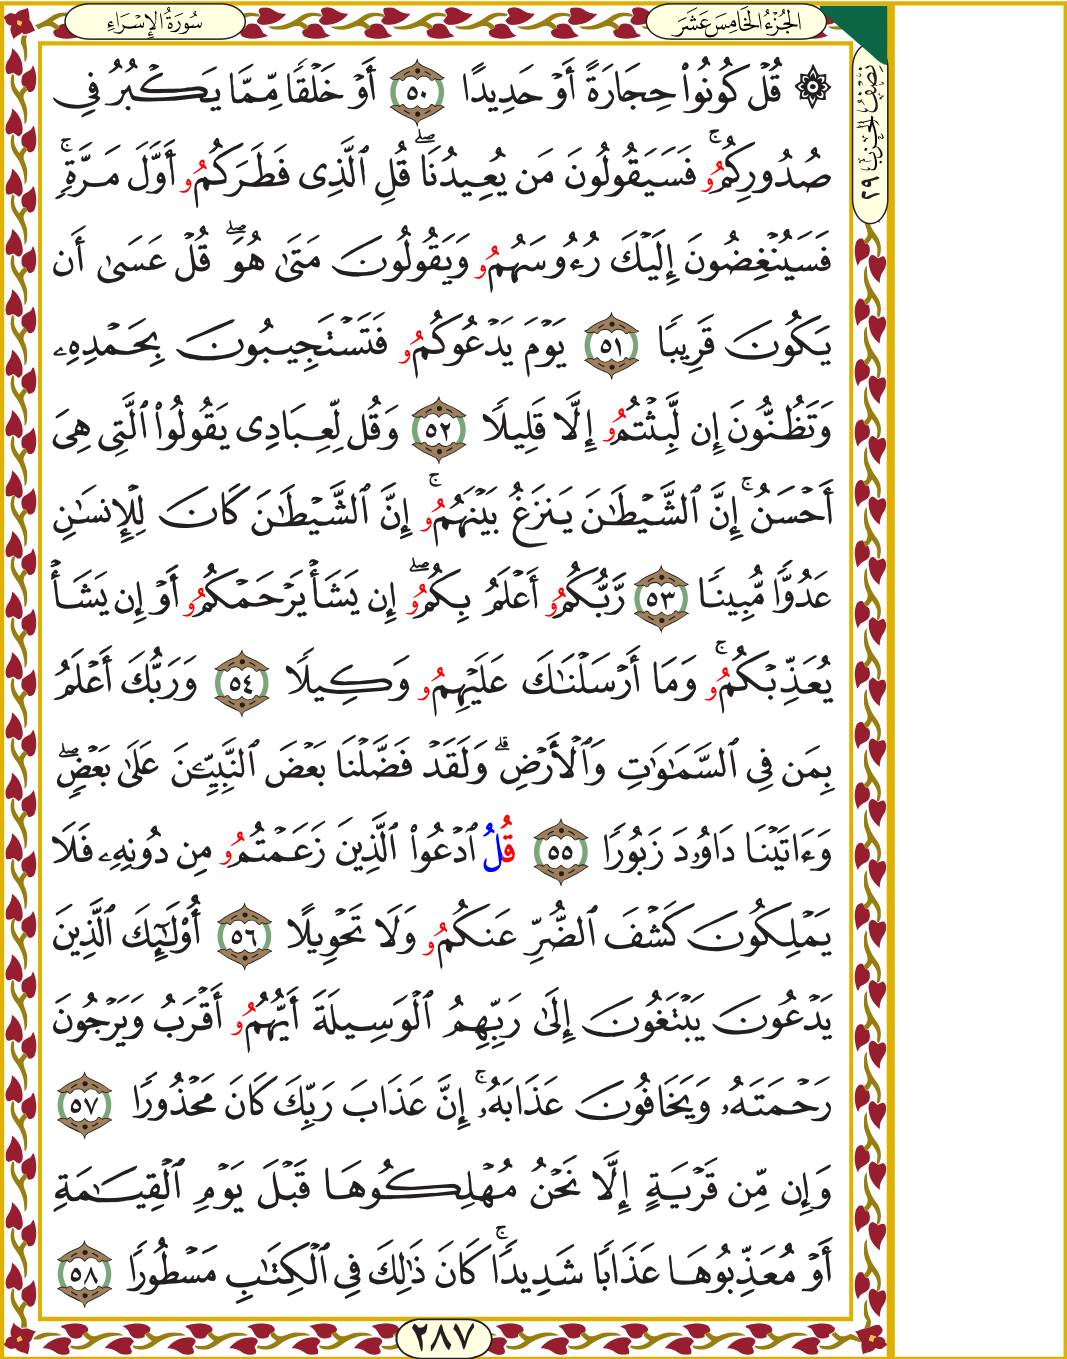 سُورَةُ الإِسْرَاءِ
الجُزْءُ الخَامِسَ عَشَرَ
نِصْفُ الحِزْبِ ٢٩
۞ قُلۡ كُونُواْ حِجَارَةً أَوۡ حَدِيدًا ٥٠ أَوۡ خَلۡقٗا مِّمَّا يَكۡبُرُ فِي
صُدُورِكُمُۥۚ فَسَيَقُولُونَ مَن يُعِيدُنَاۖ قُلِ ٱلَّذِي فَطَرَكُمُۥ أَوَّلَ مَرَّةٖۚ
فَسَيُنۡغِضُونَ إِلَيۡكَ رُءُوسَهُمُۥ وَيَقُولُونَ مَتَىٰ هُوَۖ قُلۡ عَسَىٰ أَن
يَكُونَ قَرِيبٗا ٥١ يَوۡمَ يَدۡعُوكُمُۥ فَتَسۡتَجِيبُونَ بِحَمۡدِهِۦ
وَتَظُنُّونَ إِن لَّبِثۡتُمُۥ إِلَّا قَلِيلٗا ٥٢ وَقُل لِّعِبَادِي يَقُولُواْ ٱلَّتِي هِيَ
أَحۡسَنُۚ إِنَّ ٱلشَّيۡطَٰنَ يَنزَغُ بَيۡنَهُمُۥۚ إِنَّ ٱلشَّيۡطَٰنَ كَانَ لِلۡإِنسَٰنِ
عَدُوّٗا مُّبِينٗا ٥٣ رَّبُّكُمُۥ أَعۡلَمُ بِكُمُۥۖ إِن يَشَأۡ يَرۡحَمۡكُمُۥ أَوۡ إِن يَشَأۡ
يُعَذِّبۡكُمُۥۚ وَمَا أَرۡسَلۡنَٰكَ عَلَيۡهِمُۥ وَكِيلٗا ٥٤ وَرَبُّكَ أَعۡلَمُ
بِمَن فِي ٱلسَّمَٰوَٰتِ وَٱلۡأَرۡضِۗ وَلَقَدۡ فَضَّلۡنَا بَعۡضَ ٱلنَّبِيِّـۧنَ عَلَىٰ بَعۡضٖۖ
وَءَاتَيۡنَا دَاوُۥدَ زَبُورٗا ٥٥ قُلُ ٱدۡعُواْ ٱلَّذِينَ زَعَمۡتُمُۥ مِن دُونِهِۦ فَلَا
يَمۡلِكُونَ كَشۡفَ ٱلضُّرِّ عَنكُمُۥ وَلَا تَحۡوِيلًا ٥٦ أُوْلَٰٓئِكَ ٱلَّذِينَ
يَدۡعُونَ يَبۡتَغُونَ إِلَىٰ رَبِّهِمُ ٱلۡوَسِيلَةَ أَيُّهُمُۥ أَقۡرَبُ وَيَرۡجُونَ
رَحۡمَتَهُۥ وَيَخَافُونَ عَذَابَهُۥۚ إِنَّ عَذَابَ رَبِّكَ كَانَ مَحۡذُورٗا ٥٧
وَإِن مِّن قَرۡيَةٍ إِلَّا نَحۡنُ مُهۡلِكُوهَا قَبۡلَ يَوۡمِ ٱلۡقِيَٰمَةِ
أَوۡ مُعَذِّبُوهَا عَذَابٗا شَدِيدٗاۚ كَانَ ذَٰلِكَ فِي ٱلۡكِتَٰبِ مَسۡطُورٗا ٥٨
٢٨٧